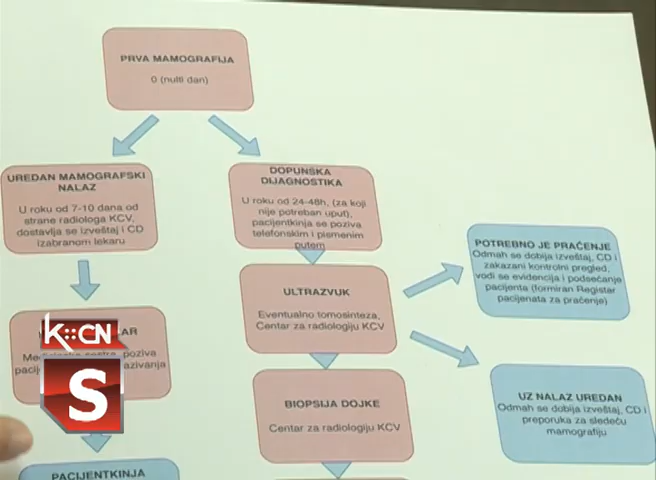 PRVA MAMOGRAFIJA
0 (nulti dan)
UREDAN MAMOGRAFSKI
NALAZ
U roku od 7-10 dana od
strane radiologa KCV,
dostavlja se izveštaj i CD
izabranom lekaru
DOPUNSKA
DIJAGNOSTIKA
U roku od 24-48h, (za koji
nije potreban uput),
pacijentkinja se poziva
telefonskim i pismenim
putem
ULTRAZVUK
Eventualno tomosinteza,
Centar za radiologiju KCV
BIOPSIJA DOJKE
Centar za radiologiju KCV
POTREBNO JE PRAĆENJE
Odmah se dobija izveštaj, CD i
zakazani kontrolni pregled,
vodi se evidencija i podsećanje
pacijenta (formiran Registar
pacijenata za praćenje)
UZ NALAZ UREDAN
Odmah se dobija izveštaj, CD i
preporuka za sledeću
mamografiju
poziva
PACIJENTKINJA
K::CN
S